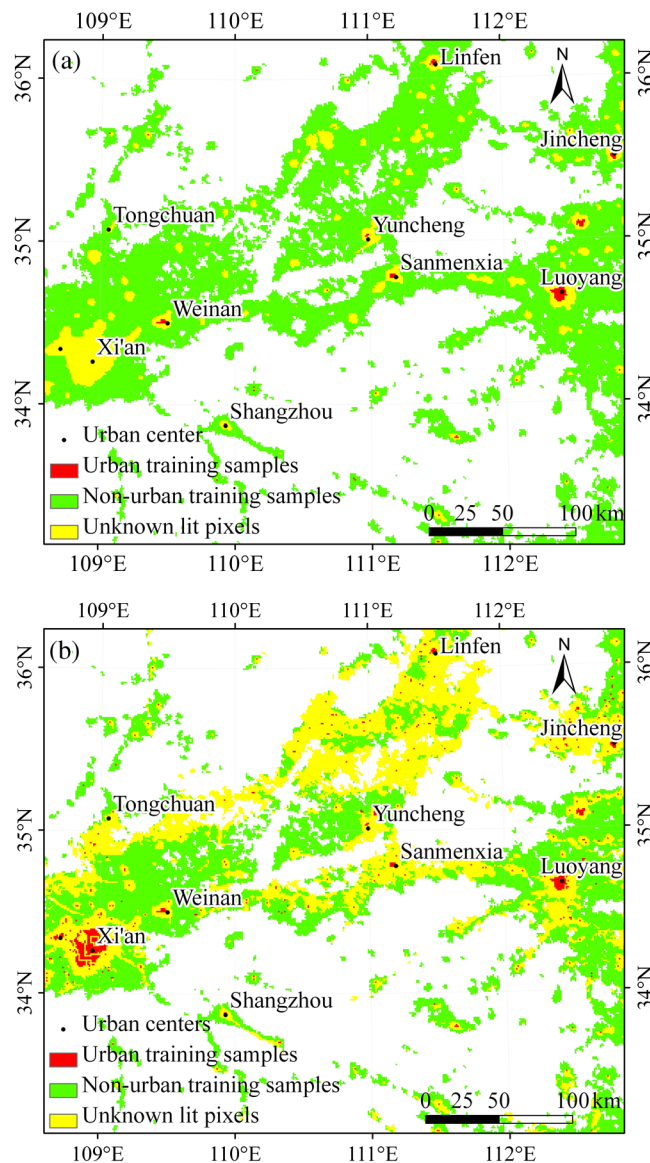 109°E 110°E 111°E 112°E
(a)
Linfen
N
36°N
36°N
Jincheng
Tongchuan
Yuncheng
35°N
35°N
Sanmenxia
Luoyang
Weinan
Xi'an
34°N
34°N
Shangzhou
Urban center
Urban training samples
Non-urban training samples
Unknown lit pixels
0 25 50 100 km
109°E 110°E 111°E 112°E
109°E 110°E 111°E 112°E
(b)
Linfen
N
36°N
36°N
Jincheng
Tongchuan
Yuncheng
35°N
35°N
Sanmenxia
Luoyang
Weinan
Xi'an
34°N
34°N
Shangzhou
Urban centers
Urban training samples
Non-urban training samples
Unknown lit pixels
0 25 50 100 km
109°E 110°E 111°E 112°E